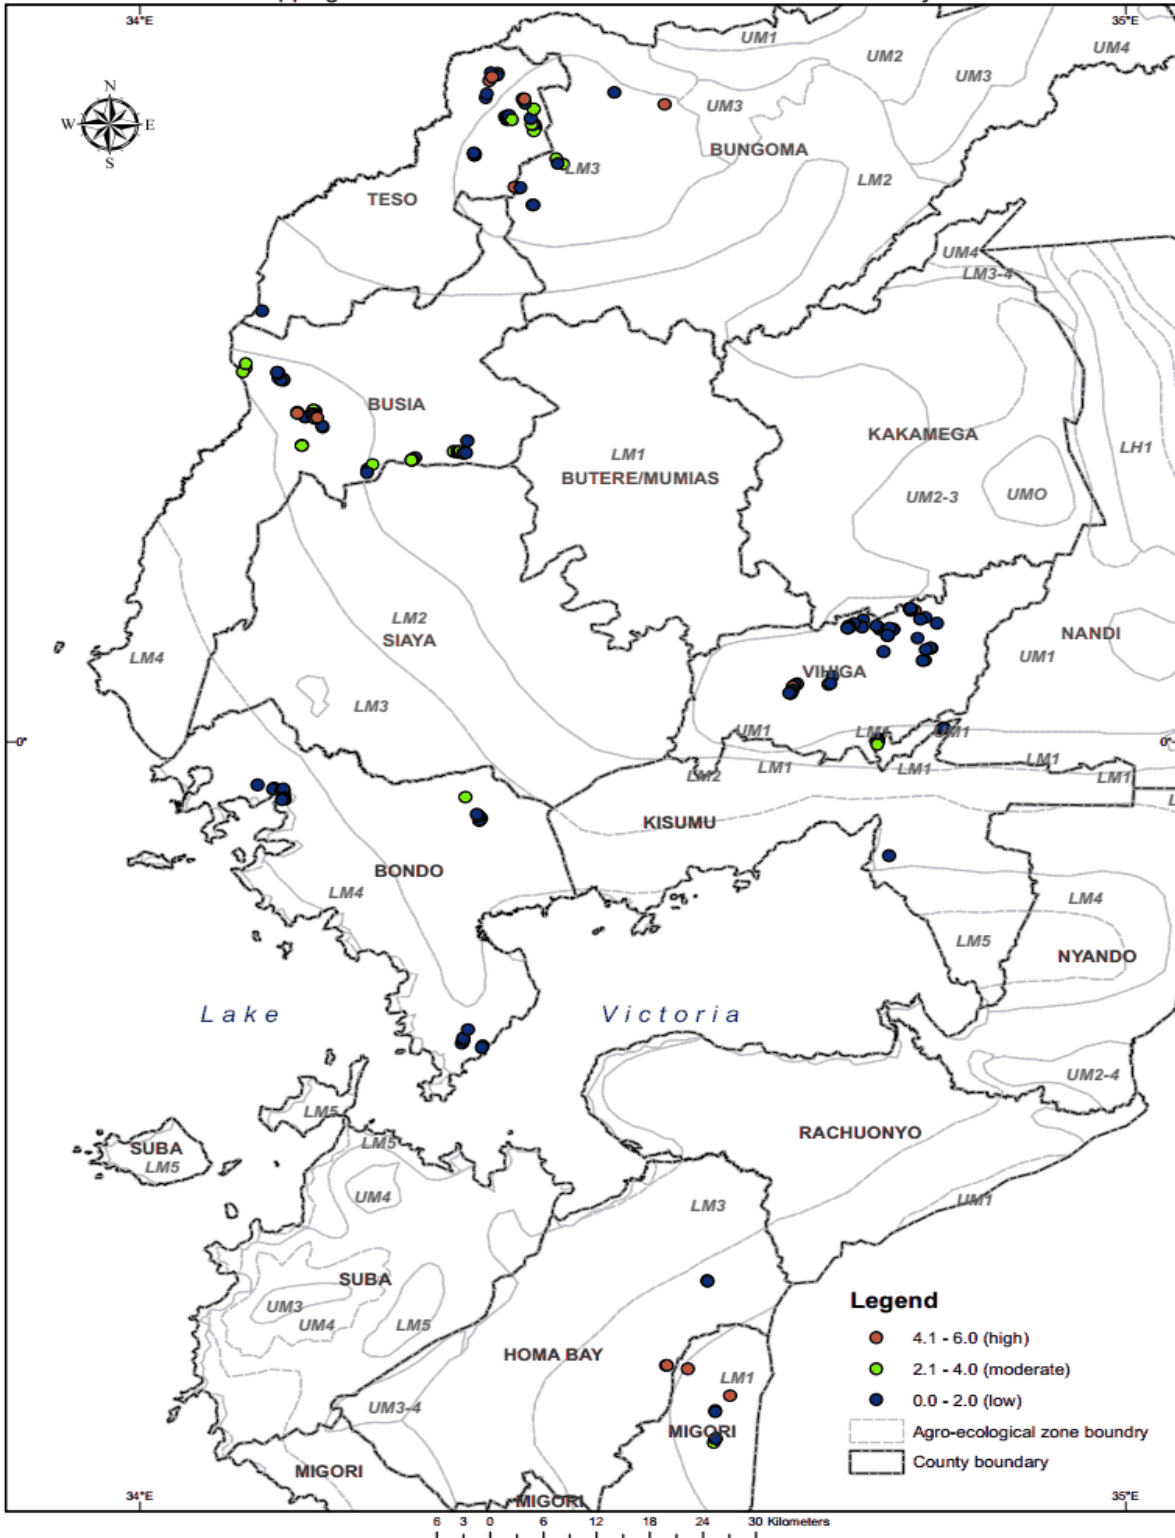 34°E 35°E
UM1
UM2
UM4
UM3
N
W E
S
UM3
BUNGOMA
LM3
LM2
TESO
UM4
LM3-4
BUSIA
KAKAMEGA
LM1
BUTERE/MUMIAS
LH1
UM2-3
UMO
LM2
SIAYA
NANDI
LM4
UM1
VIHIGA
LM3
UM1
UM1
0°
0°
LM1
LM2
LM1
LM1
LM1
KISUMU
BONDO
LM4
LM4
LM5
NYANDO
Lake Victoria
UM2-4
LM5
RACHUONYO
SUBA
LM5
LM5
UM4
UM1
LM3
SUBA
UM3
UM4
LM5
Legend
4.1 - 6.0 (high)
2.1 - 4.0 (moderate)
0.0 - 2.0 (low)
Agro-ecological zone boundry
County boundary
HOMA BAY
LM1
UM3-4
MIGORI
MIGORI
MIGORI
34°E 35°E
6 3 0 6 12 18 24 30 Kilometers